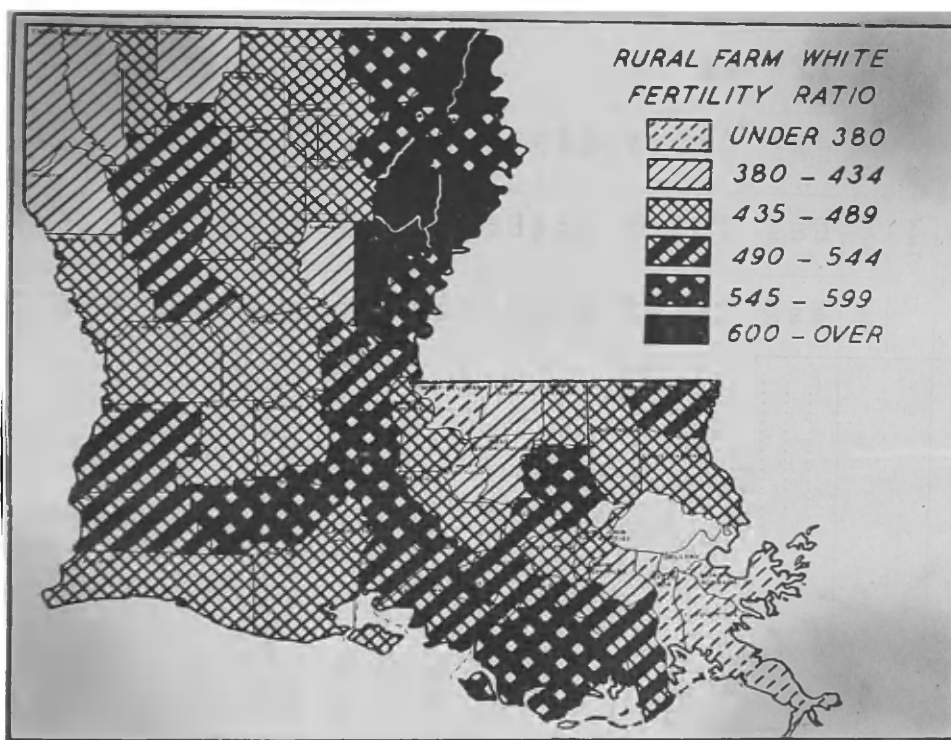 RURAL FARM WHITE
FERTILITY RATIO
UNDER 380
380 – 434
435 – 489
490 – 544
545 – 599
600 – OVER